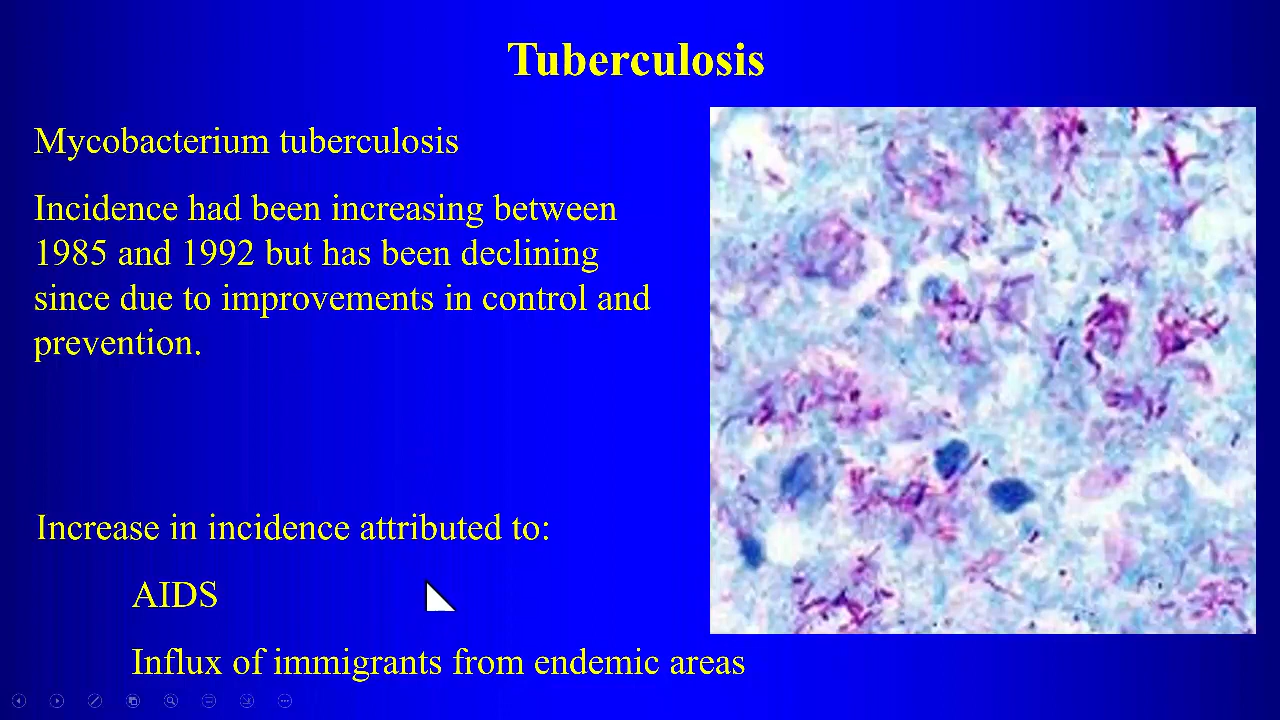 Tuberculosis
Mycobacterium tuberculosis
Incidence had been increasing between
1985 and 1992 but has been declining
since due to improvements in control and
prevention.
Increase in incidence attributed to:
AIDS
Influx of immigrants from endemic areas